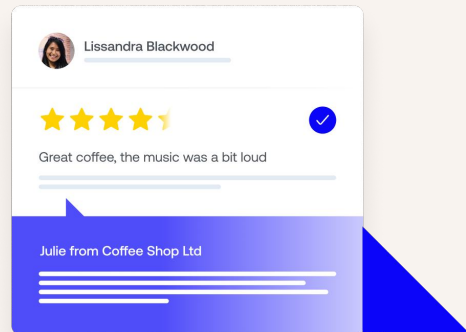 Lissandra Blackwood
Great coffee, the music was a bit loud
Julie from Coffee Shop Ltd